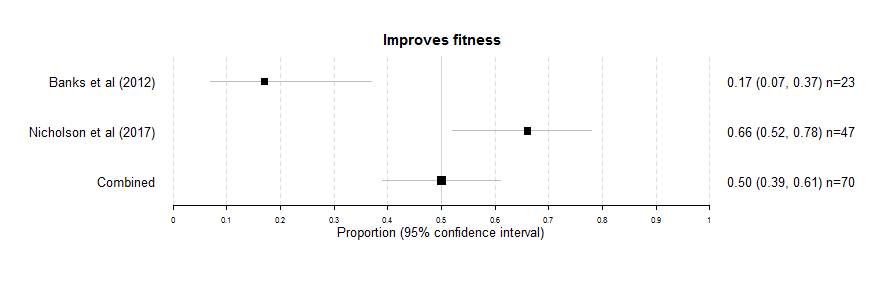 Improves fitness
Banks et al (2012) 0.17 (0.07, 0.37) n=23
Nicholson et al (2017) 0.66 (0.52, 0.78) n=47
Combined 0.50 (0.39, 0.61) n=70
0 0.1 0.2 0.3 0.4 0.5 0.6 0.7 0.8 0.9 1
Proportion (95% confidence interval)